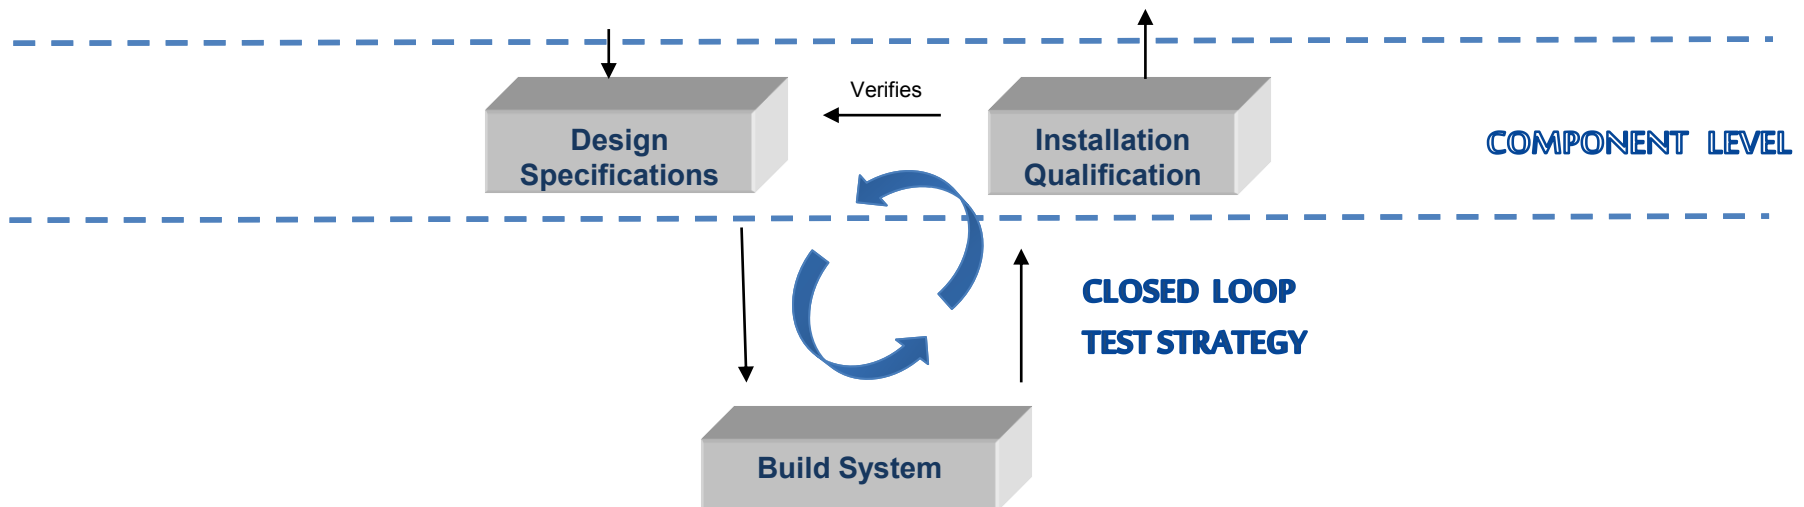 Verifies
Design
Specifications
Installation
Qualification
COMPONENT LEVEL
CLOSED LOOP
TEST STRATEGY
Build System